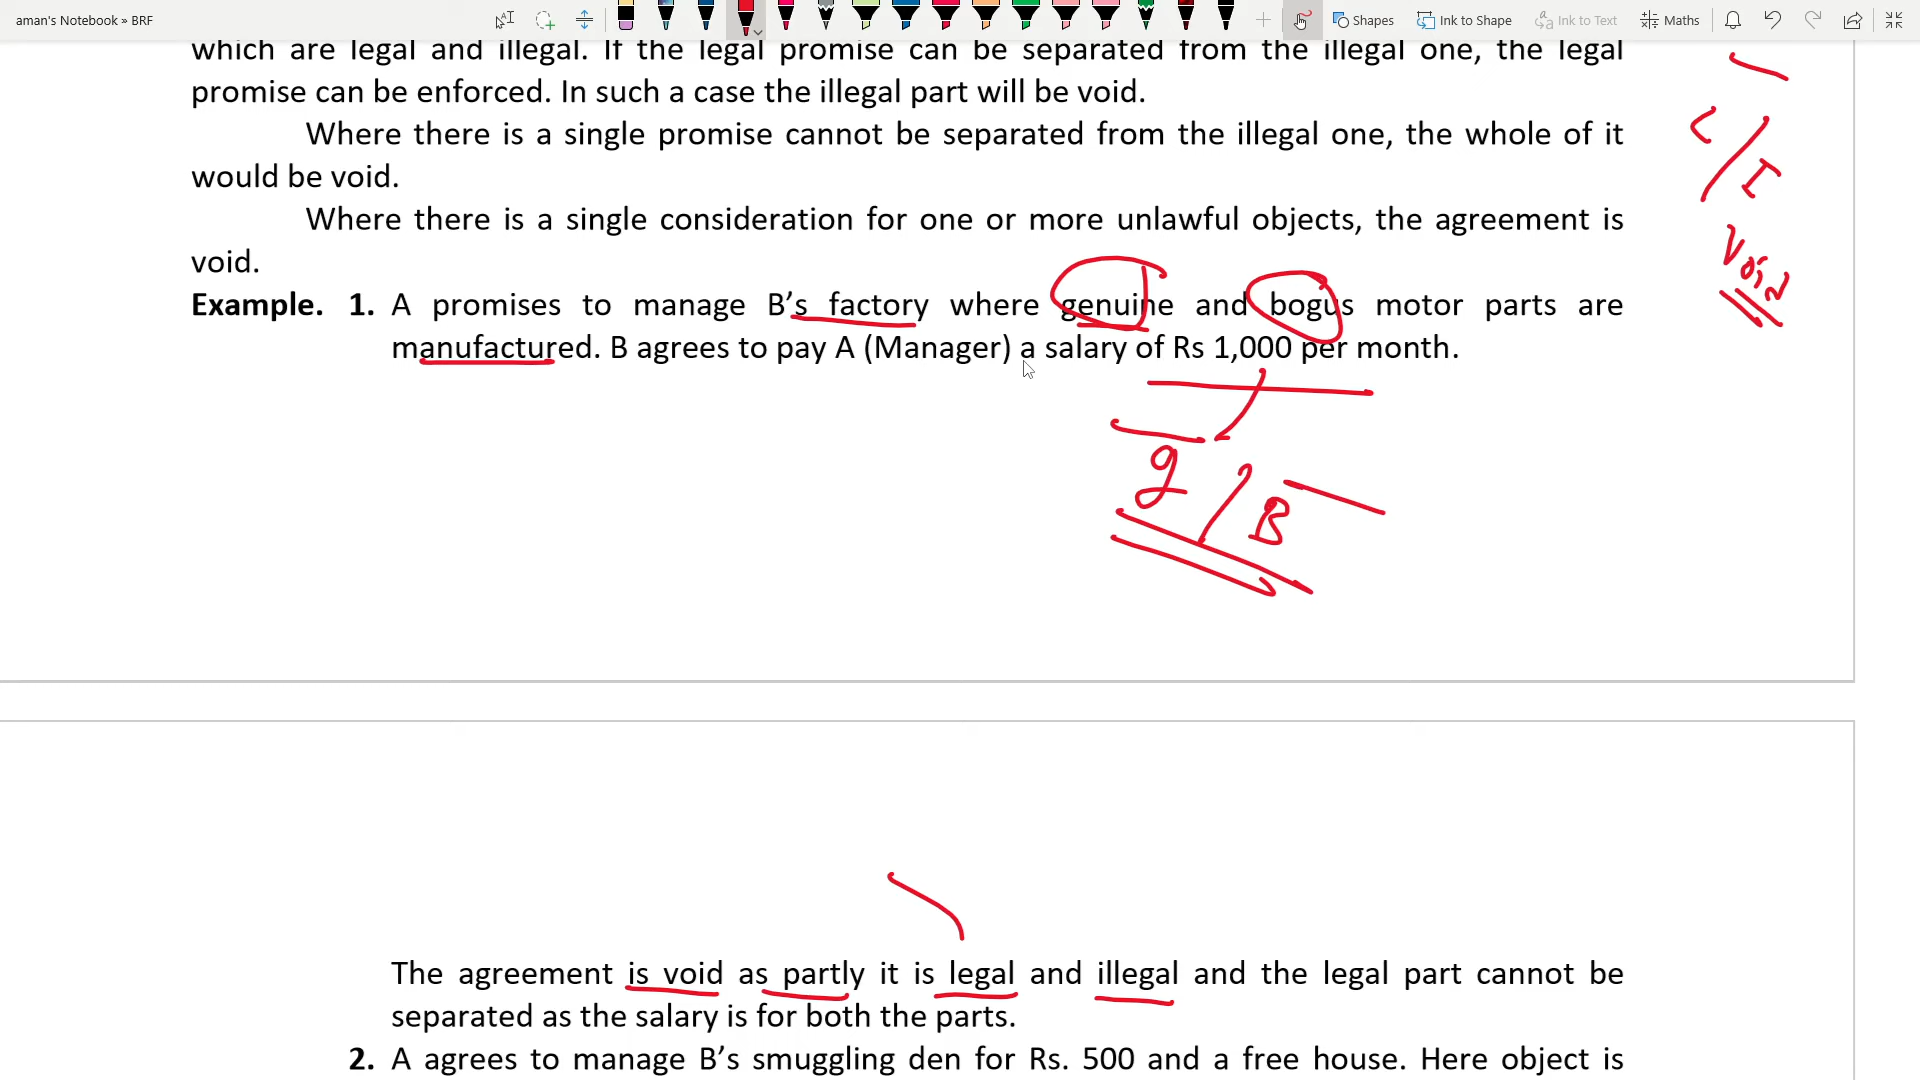 aman's Notebook » BRF
Shapes Ink to Shape Ink to Text Maths
which are legal and illegal. If the legal promise can be separated from the illegal one, the legal
promise can be enforced. In such a case the illegal part will be void.
Where there is a single promise cannot be separated from the illegal one, the whole of it
would be void.
Where there is a single consideration for one or more unlawful objects, the agreement is
void.
Void
Example. 1. A promises to manage B's factory where genuine and bogus motor parts are
manufactured. B agrees to pay A (Manager) a salary of Rs 1,000 per month.
g / B
The agreement is void as partly it is legal and illegal and the legal part cannot be
separated as the salary is for both the parts.
2. A agrees to manage B's smuggling den for Rs. 500 and a free house. Here object is